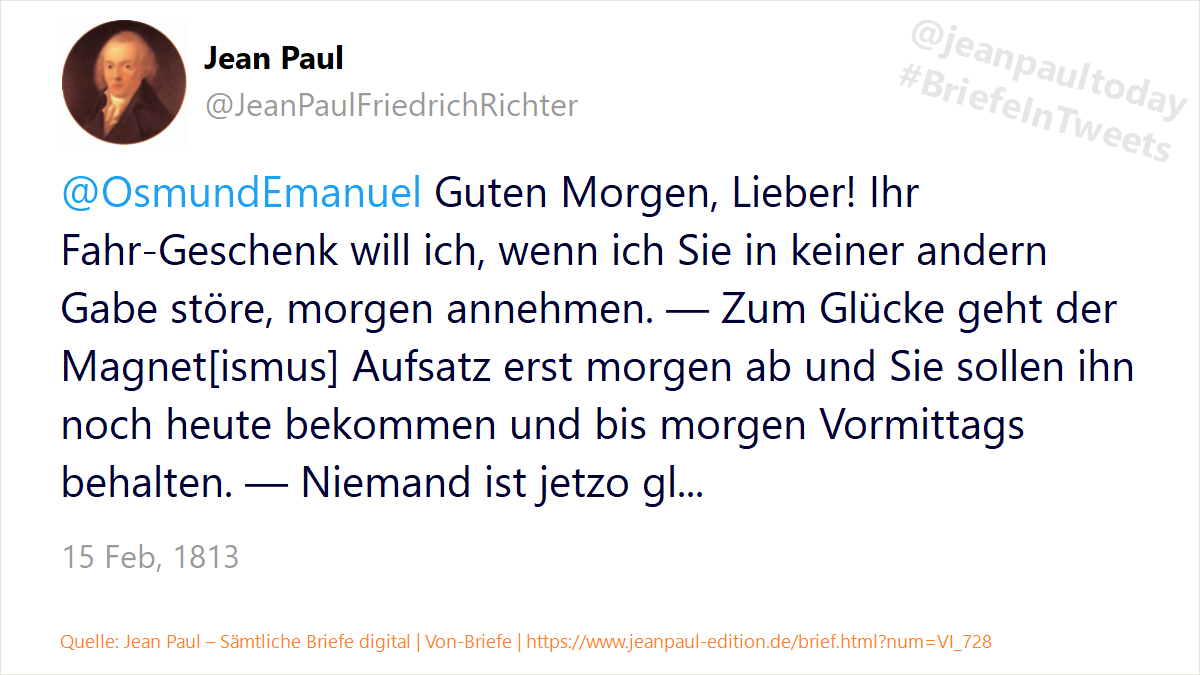 Jean Paul
@JeanPaulFriedrichRichter
@jeanpaultoday
#BriefeInTweets
@OsmundEmanuel Guten Morgen, Lieber! Ihr
Fahr-Geschenk will ich, wenn ich Sie in keiner andern
Gabe störe, morgen annehmen. — Zum Glücke geht der
Magnet[ismus] Aufsatz erst morgen ab und Sie sollen ihn
noch heute bekommen und bis morgen Vormittags
behalten. — Niemand ist jetzo gl...
15 Feb, 1813
Quelle: Jean Paul – Sämtliche Briefe digital | Von-Briefe | https://www.jeanpaul-edition.de/brief.html?num=VI_728